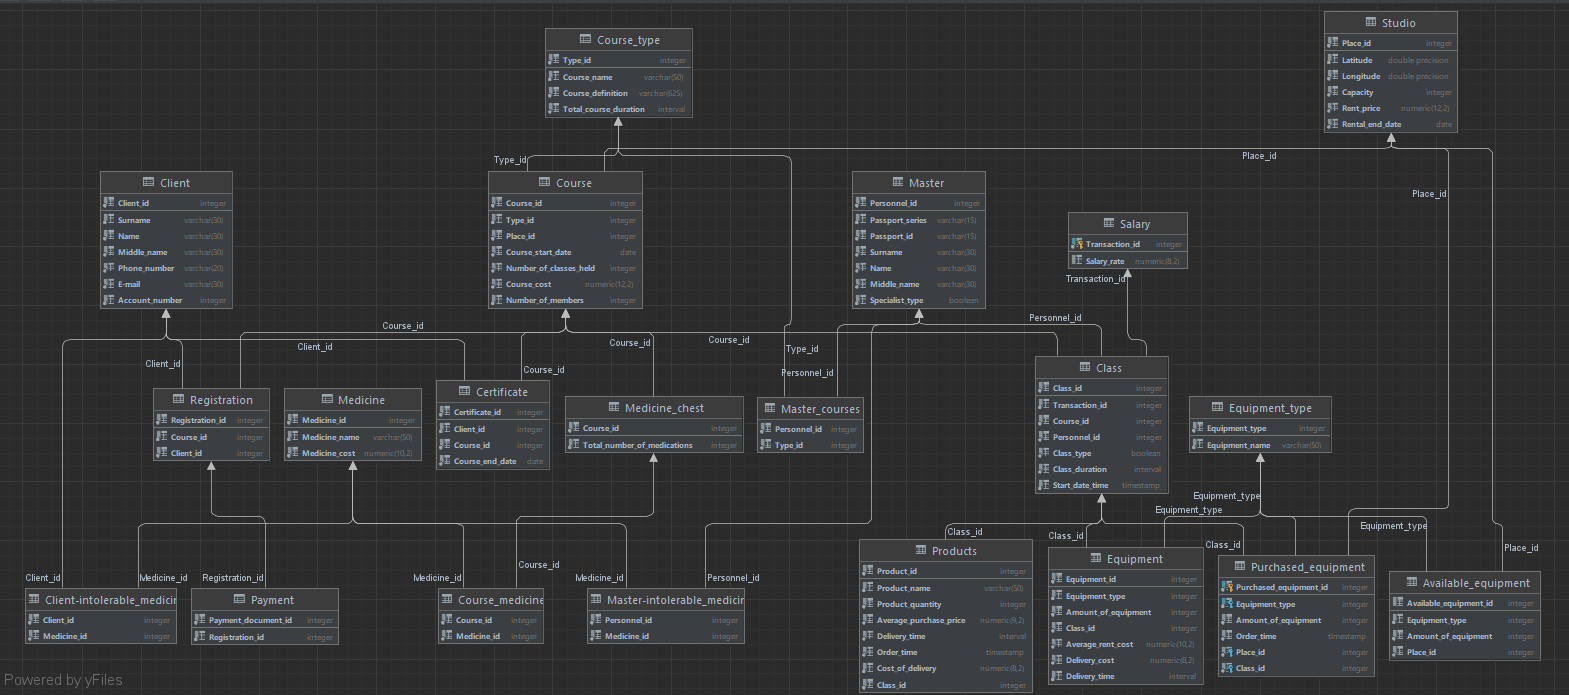 Course_type
Type_id integer
Course_name varchar(50)
Course_definition varchar(625)
Total_course_duration interval
Studio
Place_id integer
Latitude double precision
Longitude double precision
Capacity integer
Rent_price numeric(12,2)
Rental_end_date date
Type_id
Place_id
Place_id
Client
Client_id integer
Surname varchar(30)
Name varchar(30)
Middle_name varchar(30)
Phone_number varchar(20)
E-mail varchar(30)
Account_number integer
Course
Course_id integer
Type_id integer
Place_id integer
Course_start_date date
Number_of_classes_held integer
Course_cost numeric(12,2)
Number_of_members integer
Master
Personnel_id integer
Passport_series varchar(15)
Passport_id varchar(15)
Surname varchar(30)
Name varchar(30)
Middle_name varchar(30)
Specialist_type boolean
Salary
Transaction_id integer
Salary_rate numeric(8,2)
Transaction_id
Course_id
Client_id
Client_id
Course_id
Course_id
Course_id
Type_id
Personnel_id
Personnel_id
Registration
Registration_id integer
Course_id integer
Client_id integer
Medicine
Medicine_id integer
Medicine_name varchar(50)
Medicine_cost numeric(10,2)
Certificate
Certificate_id integer
Client_id integer
Course_id integer
Course_end_date date
Medicine_chest
Course_id integer
Total_number_of_medications integer
Master_courses
Personnel_id integer
Type_id integer
Class
Class_id integer
Transaction_id integer
Course_id integer
Personnel_id integer
Class_type boolean
Class_duration interval
Start_date_time timestamp
Equipment_type
Equipment_type integer
Equipment_name varchar(50)
Equipment_type
Equipment_type
Equipment_type
Class_id
Class_id
Class_id
Place_id
Client_id
Medicine_id
Registration_id
Medicine_id
Course_id
Medicine_id
Personnel_id
Client-intolerable_medicin
Client_id integer
Medicine_id integer
Payment
Payment_document_id integer
Registration_id integer
Course_medicine
Course_id integer
Medicine_id integer
Master-intolerable_medicin
Personnel_id integer
Medicine_id integer
Products
Product_id integer
Product_name varchar(50)
Product_quantity integer
Average_purchase_price numeric(9,2)
Delivery_time interval
Order_time timestamp
Cost_of_delivery numeric(8,2)
Class_id integer
Equipment
Equipment_id integer
Equipment_type integer
Amount_of_equipment integer
Class_id integer
Average_rent_cost numeric(10,2)
Delivery_cost numeric(8,2)
Delivery_time interval
Purchased_equipment
Purchased_equipment_id integer
Equipment_type integer
Amount_of_equipment integer
Order_time timestamp
Place_id integer
Class_id integer
Available_equipment
Available_equipment_id integer
Equipment_type integer
Amount_of_equipment integer
Place_id integer
Powered by yFiles